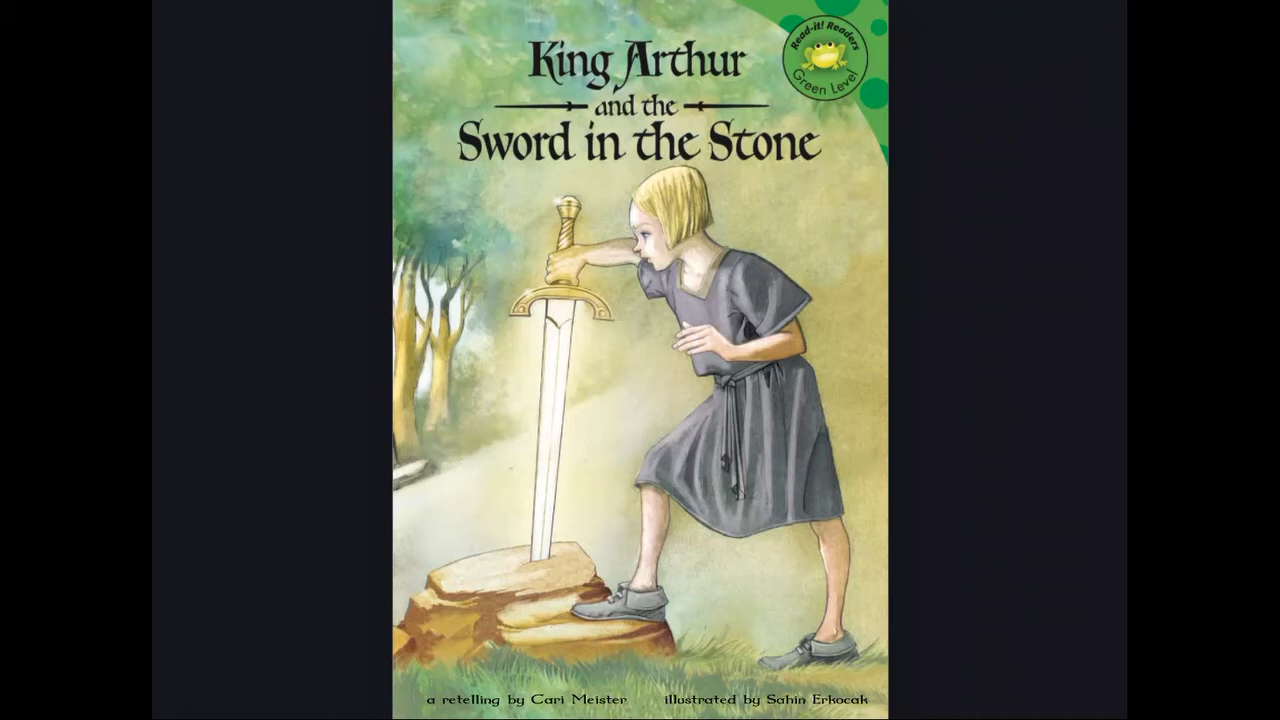 King Arthur
and the
Sword in the Stone
Read-it! Readers
Green Level
a retelling by Cari Meister
illustrated by Sahin Erkocak